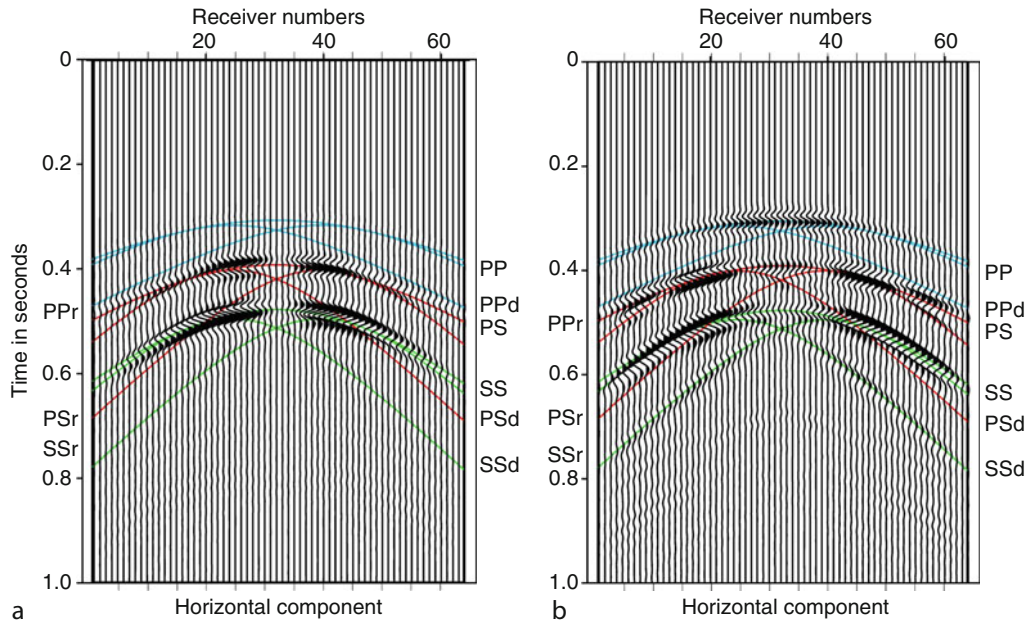 Receiver numbers
20 40 60
0
0.2
0.4
0.6
0.8
1.0
Time in seconds
PPr
PSr
SSr
PP
PPd
PS
SS
PSd
SSd
a
Horizontal component
Receiver numbers
20 40 60
0
0.2
0.4
0.6
0.8
1.0
PPr
PSr
SSr
PP
PPd
PS
SS
PSd
SSd
b
Horizontal component